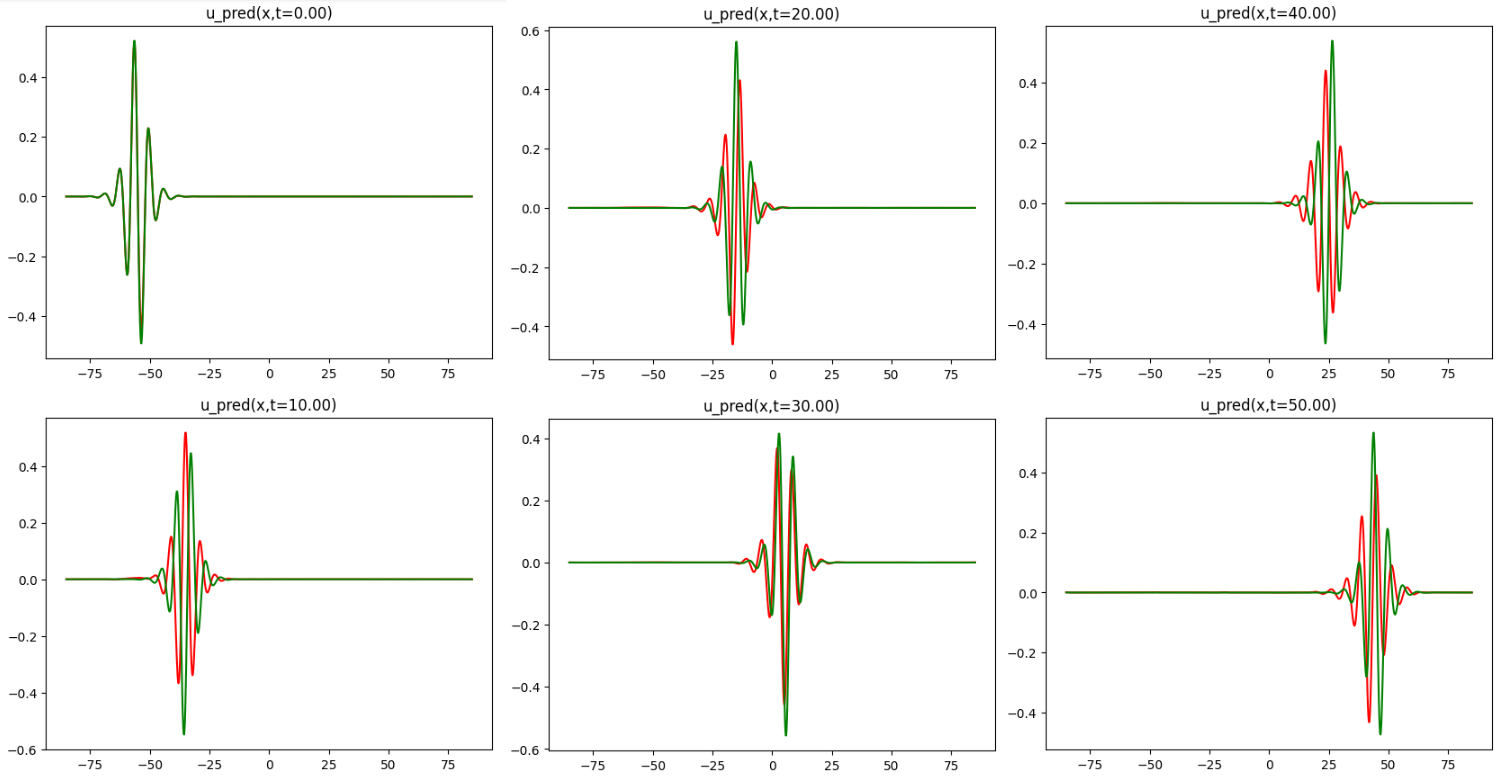 u_pred(x,t=0.00)
0.4
0.2
0.0
−0.2
−0.4
−75 −50 −25 0 25 50 75
u_pred(x,t=20.00)
0.6
0.4
0.2
0.0
−0.2
−0.4
−75 −50 −25 0 25 50 75
u_pred(x,t=40.00)
0.4
0.2
0.0
−0.2
−0.4
−75 −50 −25 0 25 50 75
u_pred(x,t=10.00)
0.4
0.2
0.0
−0.2
−0.4
−0.6
−75 −50 −25 0 25 50 75
u_pred(x,t=30.00)
0.4
0.2
0.0
−0.2
−0.4
−0.6
−75 −50 −25 0 25 50 75
u_pred(x,t=50.00)
0.4
0.2
0.0
−0.2
−0.4
−75 −50 −25 0 25 50 75